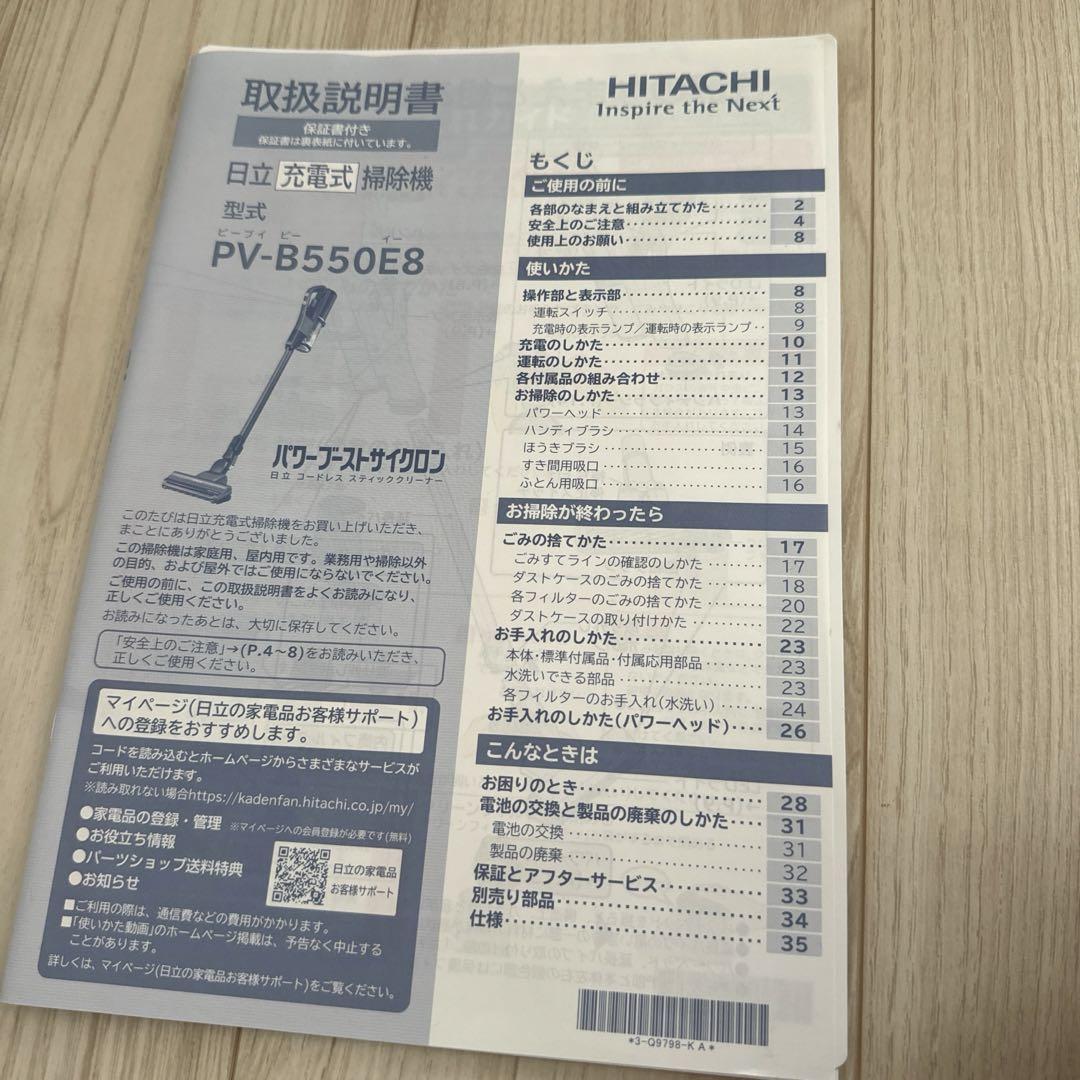 取扱説明書
保証書付き
保証書は裏表紙に付いています。
日立 充電式 掃除機
型式
ピーブイ ビー イー
PV-B550E8
パワーブーストサイクロン
日立 コードレス スティッククリーナー
このたびは日立充電式掃除機をお買い上げいただき、
まことにありがとうございました。
この掃除機は家庭用、屋内用です。業務用や掃除以外
の目的、および屋外ではご使用にならないでください。
ご使用の前に、この取扱説明書をよくお読みになり、
正しくご使用ください。
お読みになったあとは、大切に保存してください。
「安全上のご注意」→(P.4～8)をお読みいただき、
正しくご使用ください。
マイページ(日立の家電品お客様サポート)
への登録をおすすめします。
コードを読み込むとホームページからさまざまなサービスが
ご利用いただけます。
※読み取れない場合https://kadenfan.hitachi.co.jp/my/
●家電品の登録・管理 ※マイページへの会員登録が必要です(無料)
●お役立ち情報
●パーツショップ送料特典
●お知らせ
日立の家電品
お客様サポート
■ご利用の際は、通信費などの費用がかかります。
■「使いかた動画」のホームページ掲載は、予告なく中止する
ことがあります。
詳しくは、マイページ(日立の家電品お客様サポート)をご覧ください。
HITACHI
Inspire the Next
もくじ
ご使用の前に
各部のなまえと組み立てかた········ 2
安全上のご注意·················· 4
使用上のお願い·················· 8
使いかた
操作部と表示部·················· 8
運転スイッチ···················· 8
充電時の表示ランプ／運転時の表示ランプ·· 9
充電のしかた···················· 10
運転のしかた···················· 11
各付属品の組み合わせ············· 12
お掃除のしかた·················· 13
パワーヘッド···················· 13
ハンディブラシ·················· 14
ほうきブラシ···················· 15
すき間用吸口···················· 16
ふとん用吸口···················· 16
お掃除が終わったら
ごみの捨てかた·················· 17
ごみすてラインの確認のしかた······· 17
ダストケースのごみの捨てかた······· 18
各フィルターのごみの捨てかた······· 20
ダストケースの取り付けかた········· 22
お手入れのしかた················ 23
本体・標準付属品・付属応用部品······ 23
水洗いできる部品················ 23
各フィルターのお手入れ(水洗い)······ 24
お手入れのしかた(パワーヘッド)···· 26
こんなときは
お困りのとき···················· 28
電池の交換と製品の廃棄のしかた···· 31
電池の交換······················ 31
製品の廃棄······················ 32
保証とアフターサービス············ 33
別売り部品······················ 34
仕様···························· 35
*3-Q9798-KA*